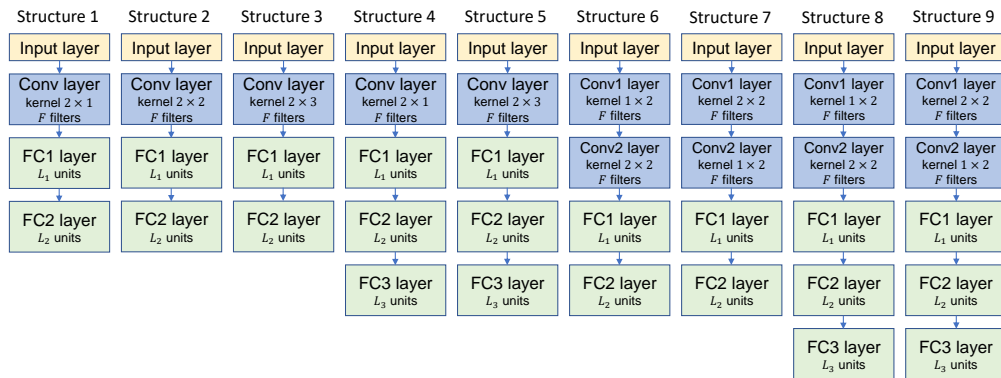 Structure 1 Structure 2 Structure 3 Structure 4 Structure 5 Structure 6 Structure 7 Structure 8 Structure 9
Input layer Input layer Input layer Input layer Input layer Input layer Input layer Input layer Input layer
Conv layer Conv layer Conv layer Conv layer Conv layer Conv1 layer Conv1 layer Conv1 layer Conv1 layer
kernel 2 × 1 kernel 2 × 2 kernel 2 × 3 kernel 2 × 1 kernel 2 × 3 kernel 1 × 2 kernel 2 × 2 kernel 1 × 2 kernel 2 × 2
F filters F filters F filters F filters F filters F filters F filters F filters F filters
FC1 layer FC1 layer FC1 layer FC1 layer FC1 layer Conv2 layer Conv2 layer Conv2 layer Conv2 layer
L₁ units L₁ units L₁ units L₁ units L₁ units kernel 2 × 2 kernel 1 × 2 kernel 2 × 2 kernel 1 × 2
F filters F filters F filters F filters
FC2 layer FC2 layer FC2 layer FC2 layer FC2 layer FC1 layer FC1 layer FC1 layer FC1 layer
L₂ units L₂ units L₂ units L₂ units L₂ units L₁ units L₁ units L₁ units L₁ units
FC3 layer FC3 layer FC2 layer FC2 layer FC2 layer FC2 layer
L₃ units L₃ units L₂ units L₂ units L₂ units L₂ units
FC3 layer FC3 layer
L₃ units L₃ units